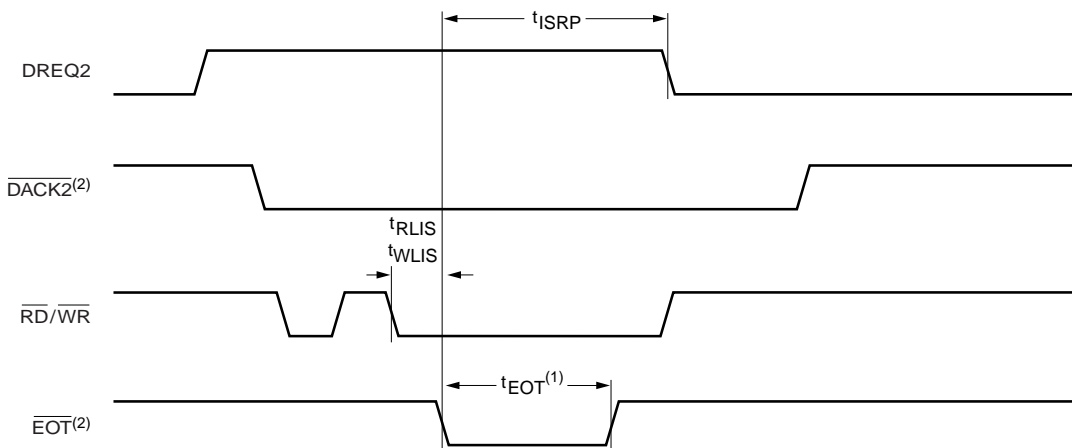 tISRP
DREQ2
DACK2(2)
tRLIS
tWLIS
RD/WR
tEOT(1)
EOT(2)